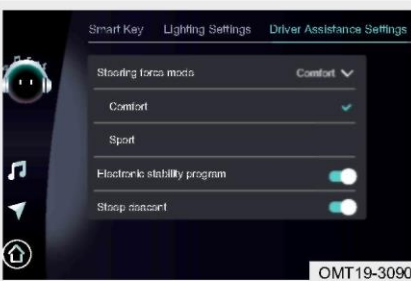 Smart Key Lighting Settings Driver Assistance Settings
Steering force mode Comfort
Comfort
Sport
Electronic stability program
Steep descent
OMT19-3090